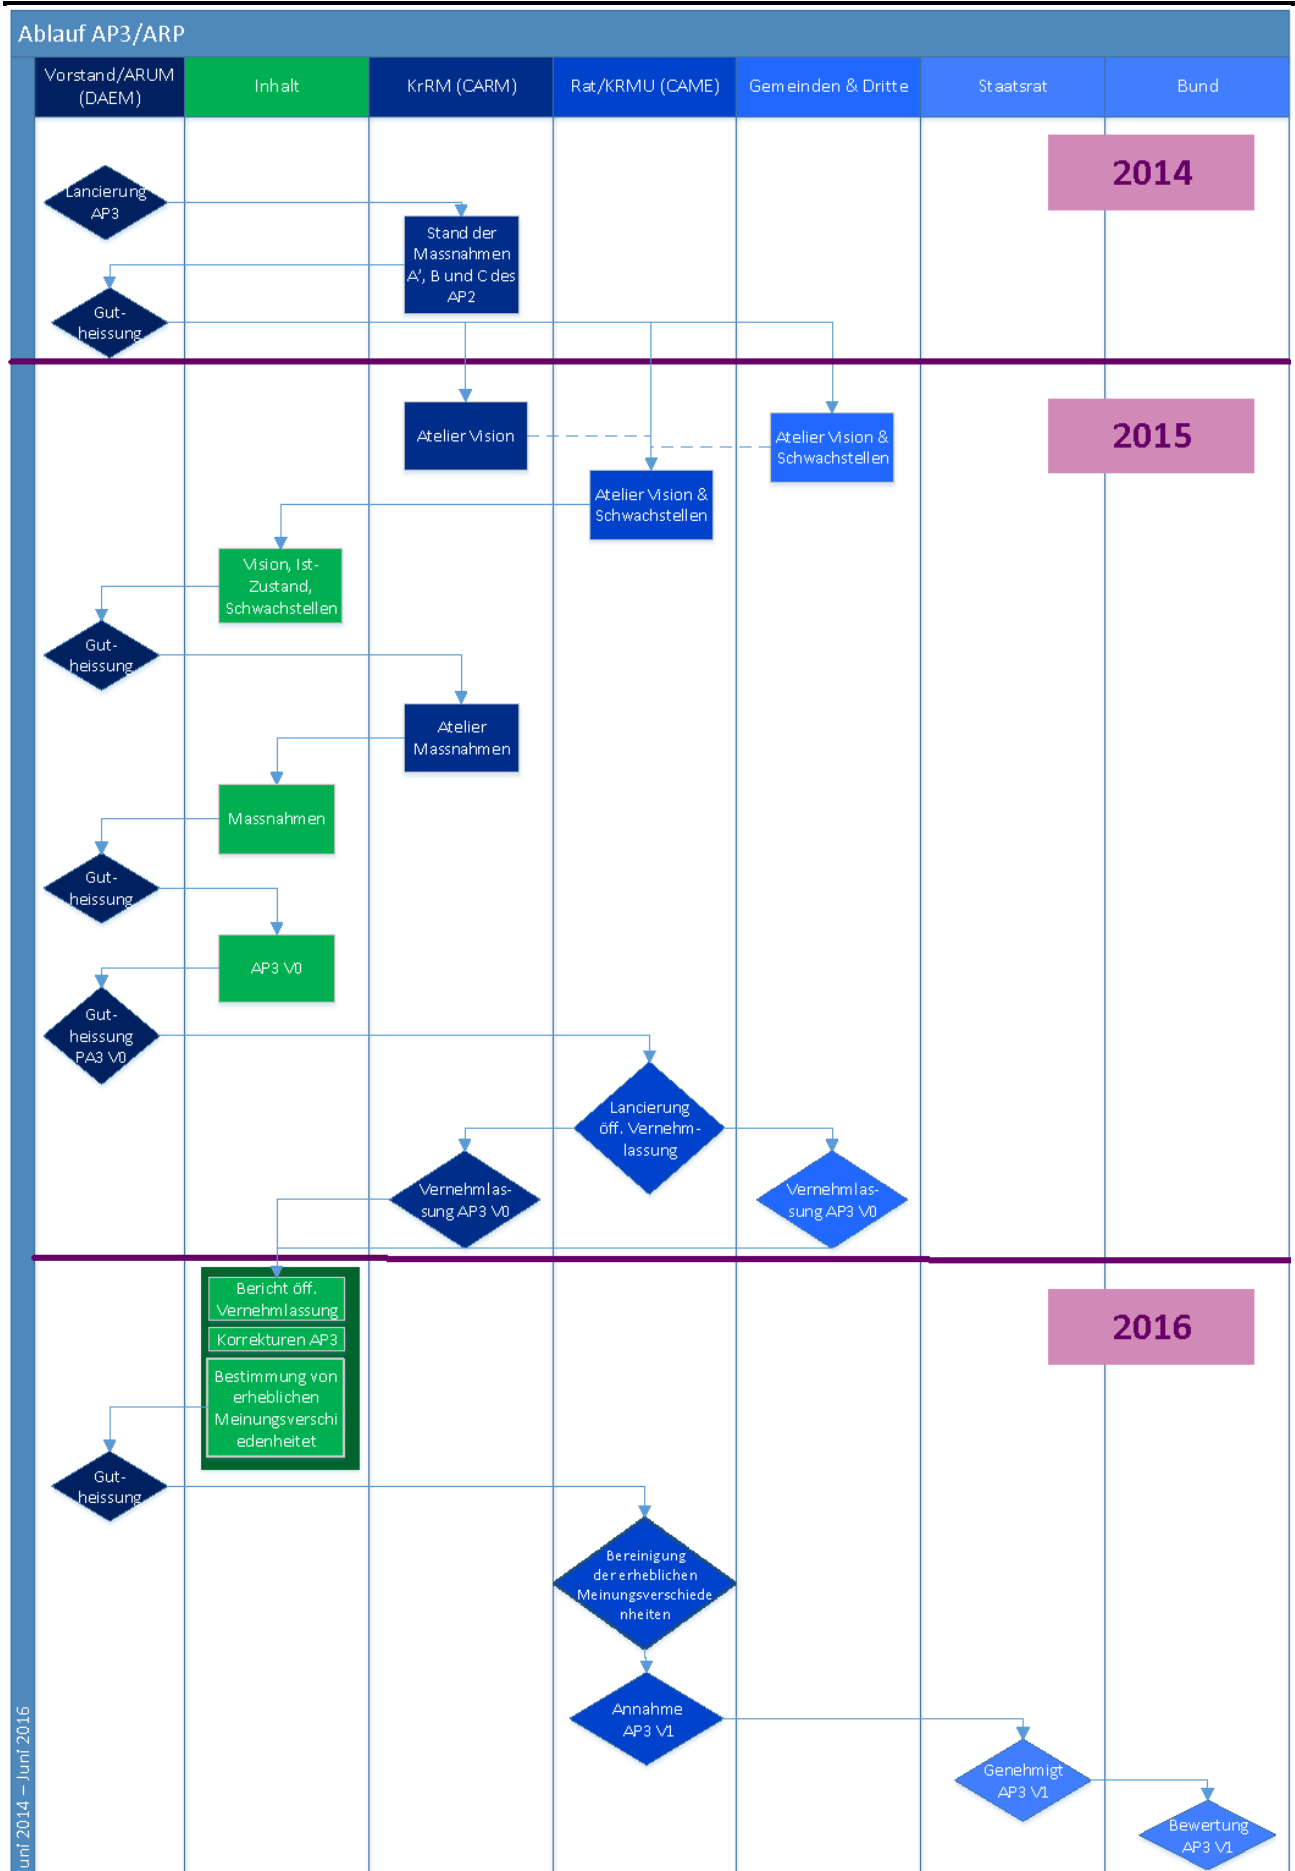 Ablauf AP3/ARP
Vorstand/ARUM
(DAEM)
Inhalt
KrRM (CARM)
Rat/KRMU (CAME)
Gemeinden & Dritte
Staatsrat
Bund
2014
Lancierung
AP3
Stand der
Massnahmen
A', B und C des
AP2
Gut-
heissung
2015
Atelier Vision
Atelier Vision &
Schwachstellen
Atelier Vision &
Schwachstellen
Vision, Ist-
Zustand,
Schwachstellen
Gut-
heissung
Atelier
Massnahmen
Massnahmen
Gut-
heissung
AP3 V0
Gut-
heissung
PA3 V0
Lancierung
öff. Vernehm-
lassung
Vernehmlas-
sung AP3 V0
Vernehmlas-
sung AP3 V0
2016
Bericht öff.
Vernehmlassung
Korrekturen AP3
Bestimmung von
erheblichen
Meinungsverschi
edenheitet
Gut-
heissung
Bereinigung
der erheblichen
Meinungsverschiede
nheiten
Annahme
AP3 V1
Genehmigt
AP3 V1
Bewertung
AP3 V1
uni 2014 – Juni 2016